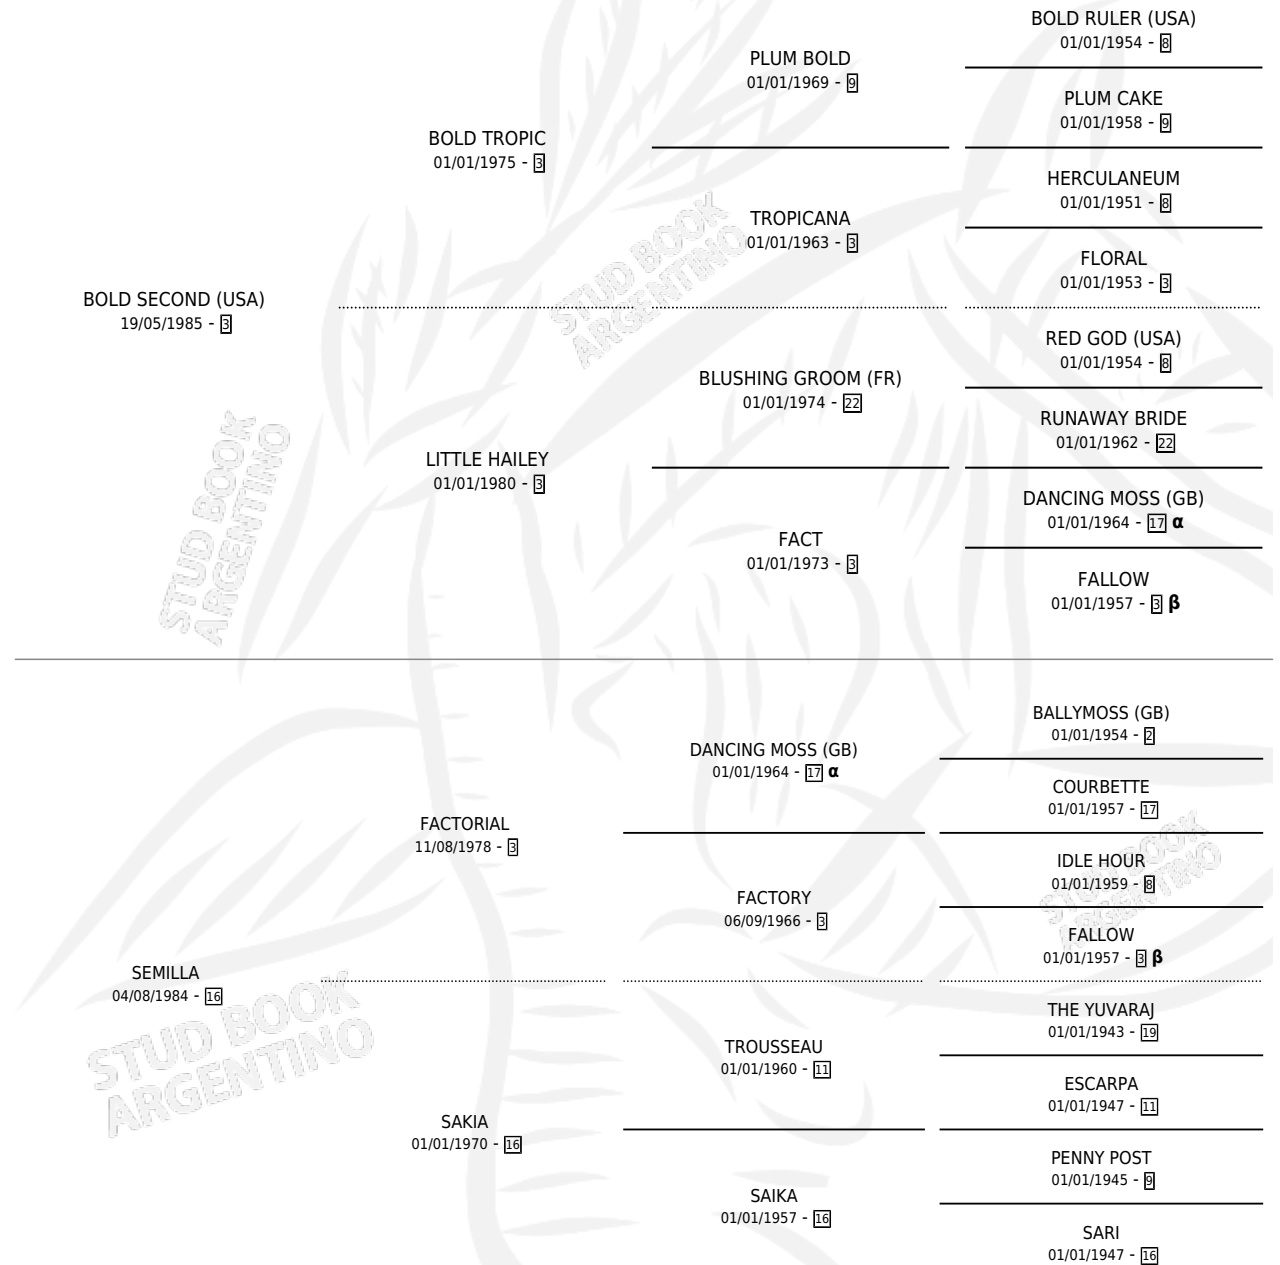 BOLD RULER (USA)
01/01/1954 - 8
PLUM BOLD
01/01/1969 - 9
PLUM CAKE
01/01/1958 - 9
BOLD TROPIC
01/01/1975 - 3
HERCULANEUM
01/01/1951 - 8
TROPICANA
01/01/1963 - 3
FLORAL
01/01/1953 - 3
BOLD SECOND (USA)
19/05/1985 - 3
RED GOD (USA)
01/01/1954 - 8
BLUSHING GROOM (FR)
01/01/1974 - 22
RUNAWAY BRIDE
01/01/1962 - 22
LITTLE HAILEY
01/01/1980 - 3
DANCING MOSS (GB)
01/01/1964 - 17 α
FACT
01/01/1973 - 3
FALLOW
01/01/1957 - 3 β
BALLYMOSS (GB)
01/01/1954 - 2
DANCING MOSS (GB)
01/01/1964 - 17 α
COURBETTE
01/01/1957 - 17
FACTORIAL
11/08/1978 - 3
IDLE HOUR
01/01/1959 - 8
FACTORY
06/09/1966 - 3
FALLOW
01/01/1957 - 3 β
SEMILLA
04/08/1984 - 16
THE YUVARAJ
01/01/1943 - 19
TROUSSEAU
01/01/1960 - 11
ESCARPA
01/01/1947 - 11
SAKIA
01/01/1970 - 16
PENNY POST
01/01/1945 - 9
SAIKA
01/01/1957 - 16
SARI
01/01/1947 - 16
STUD BOOK
ARGENTINO
STUD BOOK
ARGENTINO
STUD BOOK
ARGENTINO
STUD BOOK
ARGENTINO